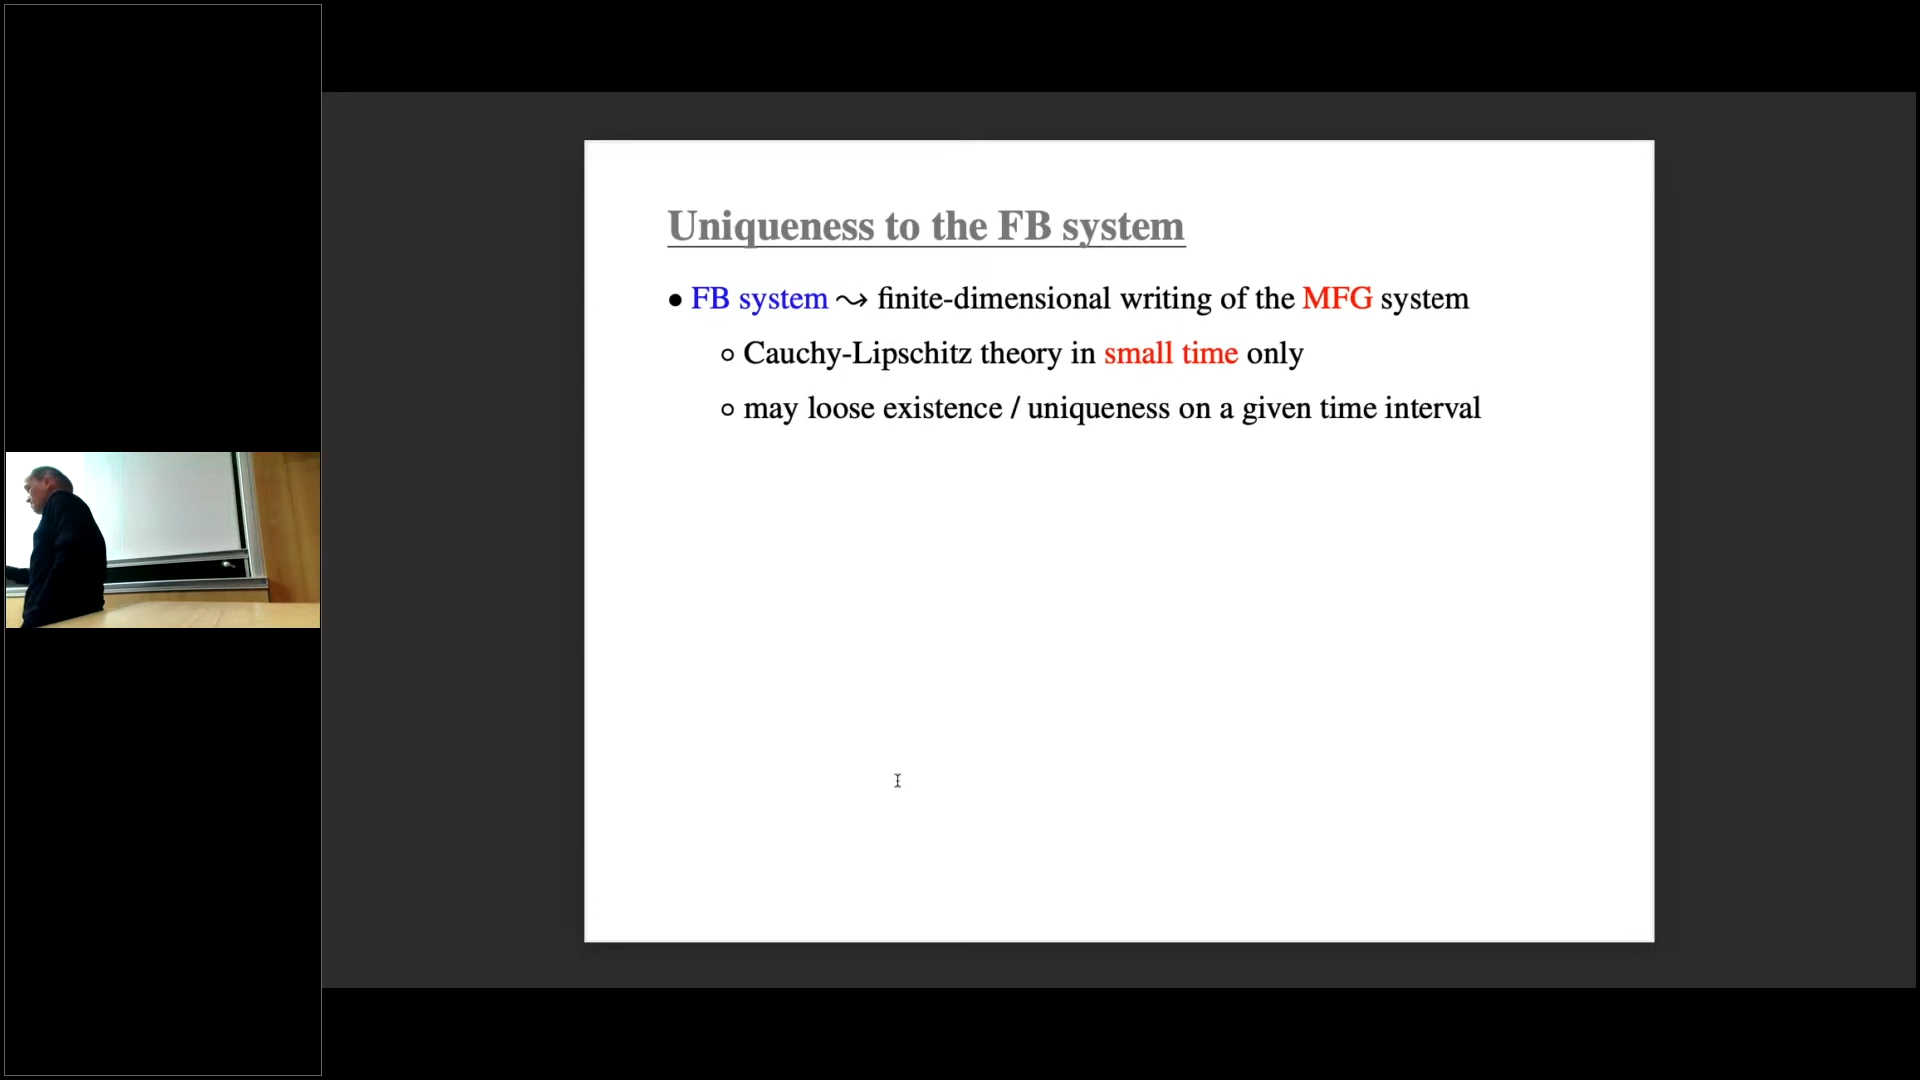 Uniqueness to the FB system
• FB system ⇝ finite-dimensional writing of the MFG system
◦ Cauchy-Lipschitz theory in small time only
◦ may loose existence / uniqueness on a given time interval